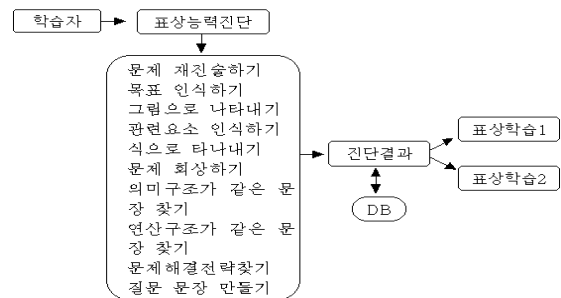 학습자
표상능력진단
문제 재진술하기
목표 인식하기
그림으로 나타내기
관련요소 인식하기
식으로 타나내기
문제 회상하기
의미구조가 같은 문
장 찾기
연산구조가 같은 문
장 찾기
문제해결전략찾기
질문 문장 만들기
진단결과
DB
표상학습1
표상학습2